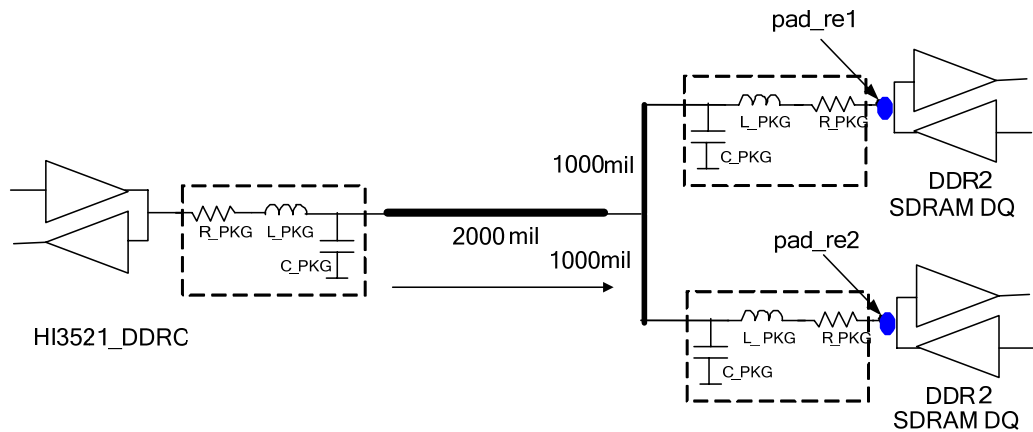 pad_re1
L_PKG
R_PKG
C_PKG
1000mil
DDR2
SDRAM DQ
R_PKG
L_PKG
C_PKG
2000 mil
1000mil
pad_re2
HI3521_DDRC
L_PKG
R_PKG
C_PKG
DDR2
SDRAM DQ